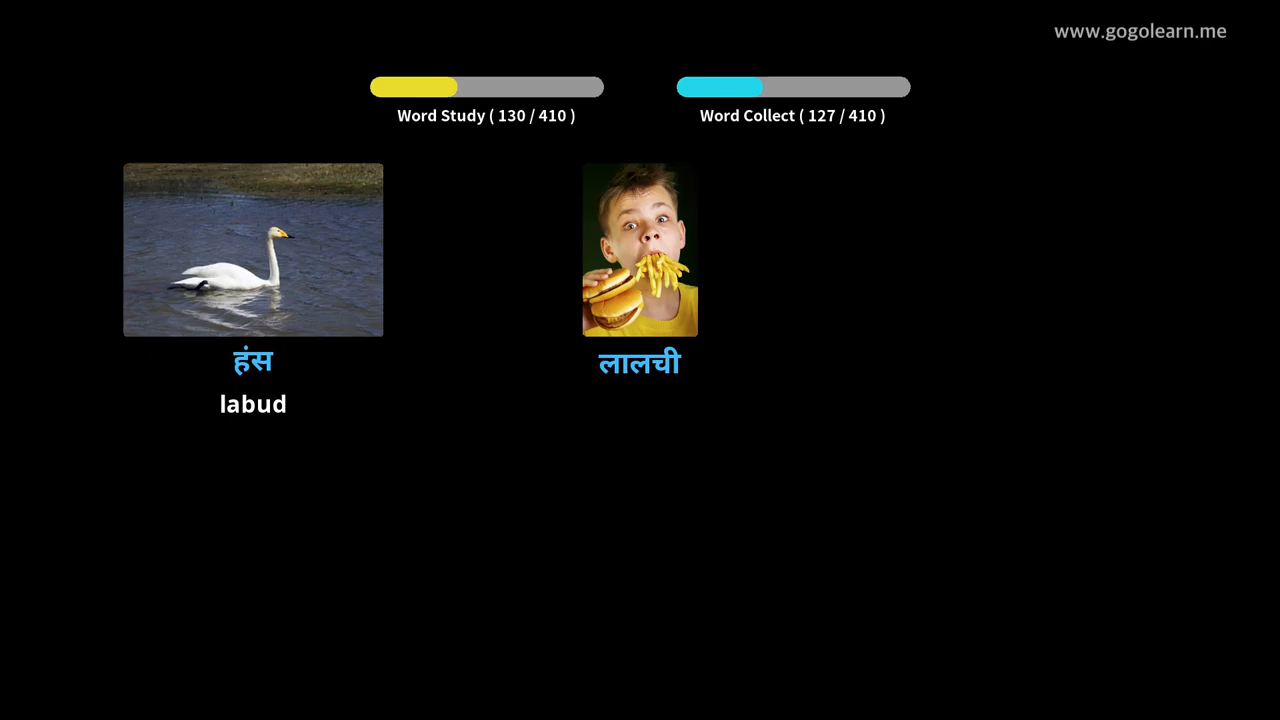 www.gogolearn.me
Word Study ( 130 / 410 )
Word Collect ( 127 / 410 )
हंस
लालची
labud